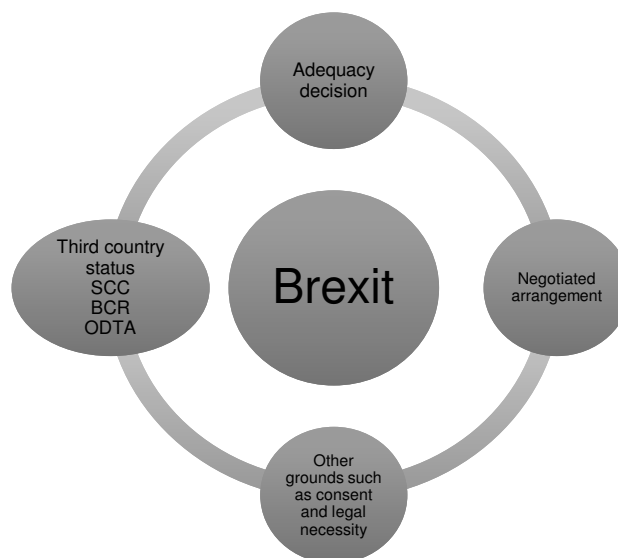 Adequacy
decision
Third country
status
SCC
BCR
ODTA
Brexit
Negotiated
arrangement
Other
grounds such
as consent
and legal
necessity